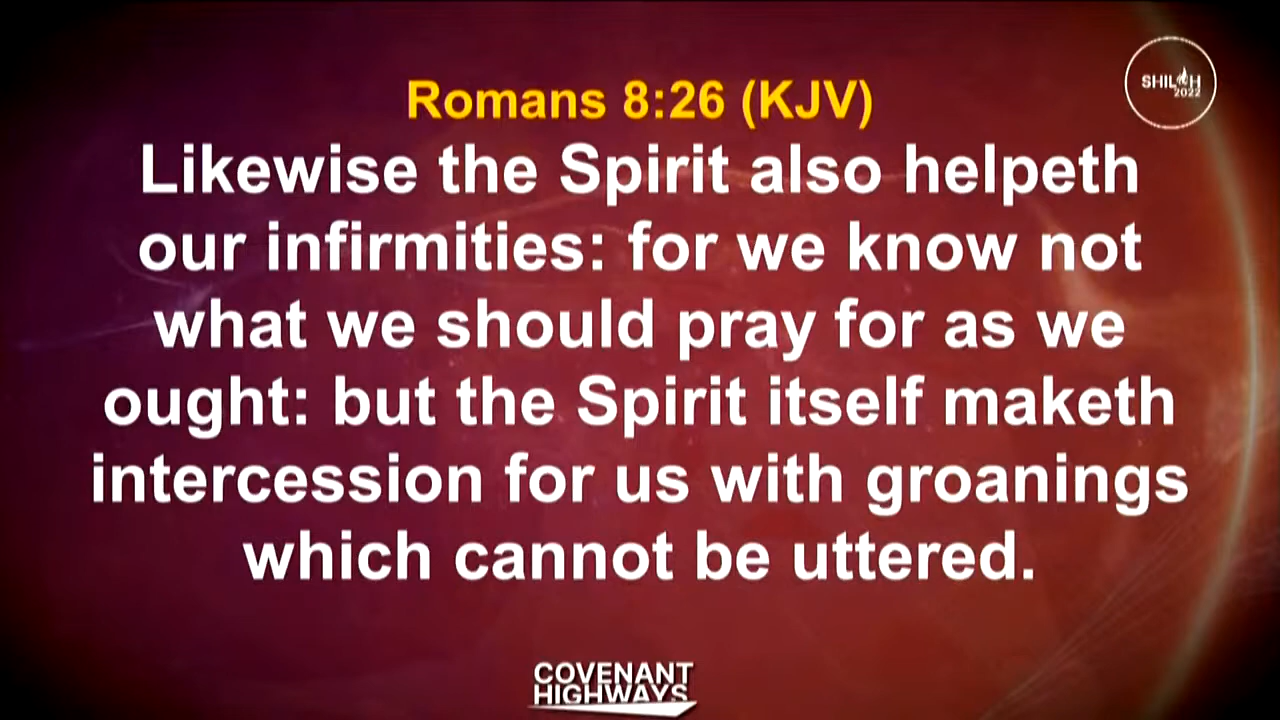 SHILOH
2022
Romans 8:26 (KJV)
Likewise the Spirit also helpeth
our infirmities: for we know not
what we should pray for as we
ought: but the Spirit itself maketh
intercession for us with groanings
which cannot be uttered.
COVENANT
HIGHWAYS